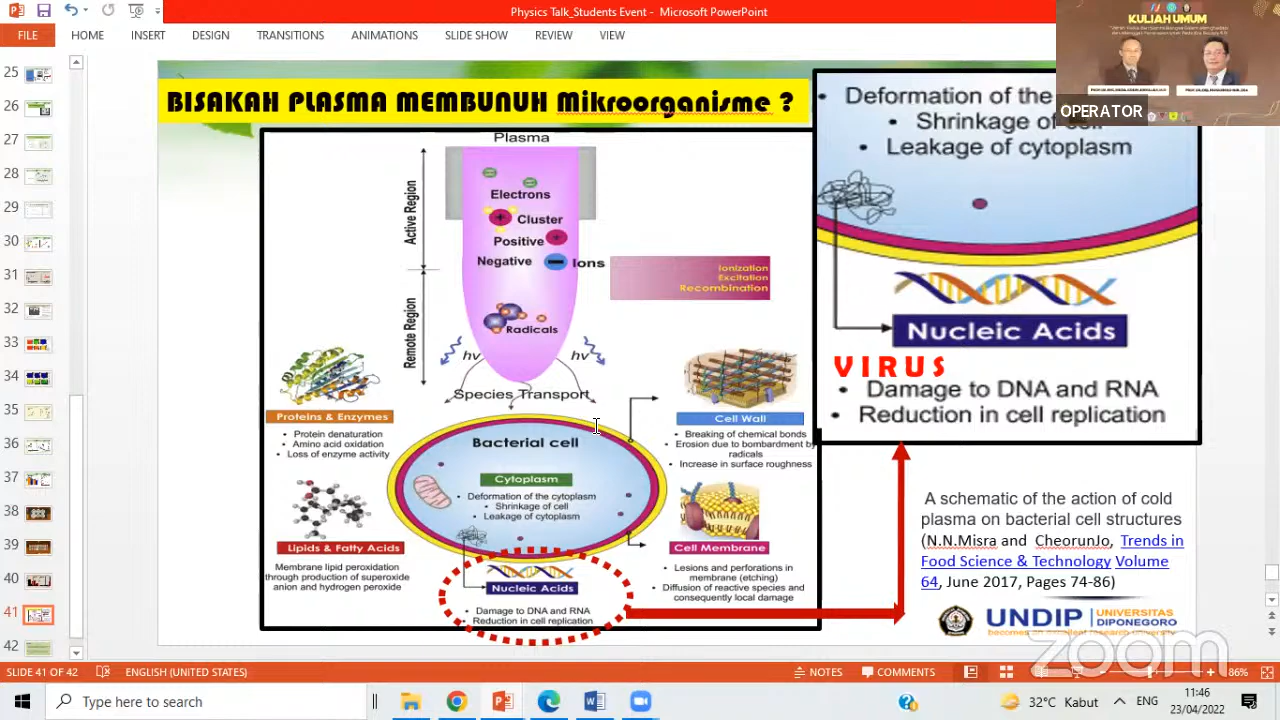 Physics Talk_Students Event - Microsoft PowerPoint
FILE HOME INSERT DESIGN TRANSITIONS ANIMATIONS SLIDE SHOW REVIEW VIEW
KULIAH UMUM
OPERATOR
25
26
27
28
29
30
31
32
33
34
35
36
37
38
39
40
41
42
BISAKAH PLASMA MEMBUTUH Mikroorganisme ?
Plasma
Active Region
Remote Region
Electrons
Cluster
Positive
Negative
Ions
Radicals
Ionization
Excitation
Recombination
hv
hv
Species Transport
Proteins & Enzymes
• Protein denaturation
• Amino acid oxidation
• Loss of enzyme activity
Lipids & Fatty Acids
Membrane lipid peroxidation
through production of superoxide
anion and hydrogen peroxide
Bacterial cell
Cytoplasm
• Deformation of the cytoplasm
• Shrinkage of cell
• Leakage of cytoplasm
Nucleic Acids
• Damage to DNA and RNA
• Reduction in cell replication
Cell Wall
• Breaking of chemical bonds
• Erosion due to bombardment by
radicals
• Increase in surface roughness
Cell Membrane
• Lesions and perforations in
membrane (etching)
• Diffusion of reactive species and
consequently local damage
• Deformation of the
• Shrinkage of cell
• Leakage of cytoplasm
Nucleic Acids
VIRUS
• Damage to DNA and RNA
• Reduction in cell replication
A schematic of the action of cold
plasma on bacterial cell structures
(N.N.Misra and CheorunJo, Trends in
Food Science & Technology Volume
64, June 2017, Pages 74-86)
UNDIP UNIVERSITAS
DIPONEGORO
becomes an excellent research university
zoom
SLIDE 41 OF 42 ENGLISH (UNITED STATES) NOTES COMMENTS 86%
Type here to search 32°C Kabut ENG 11:46
23/04/2022